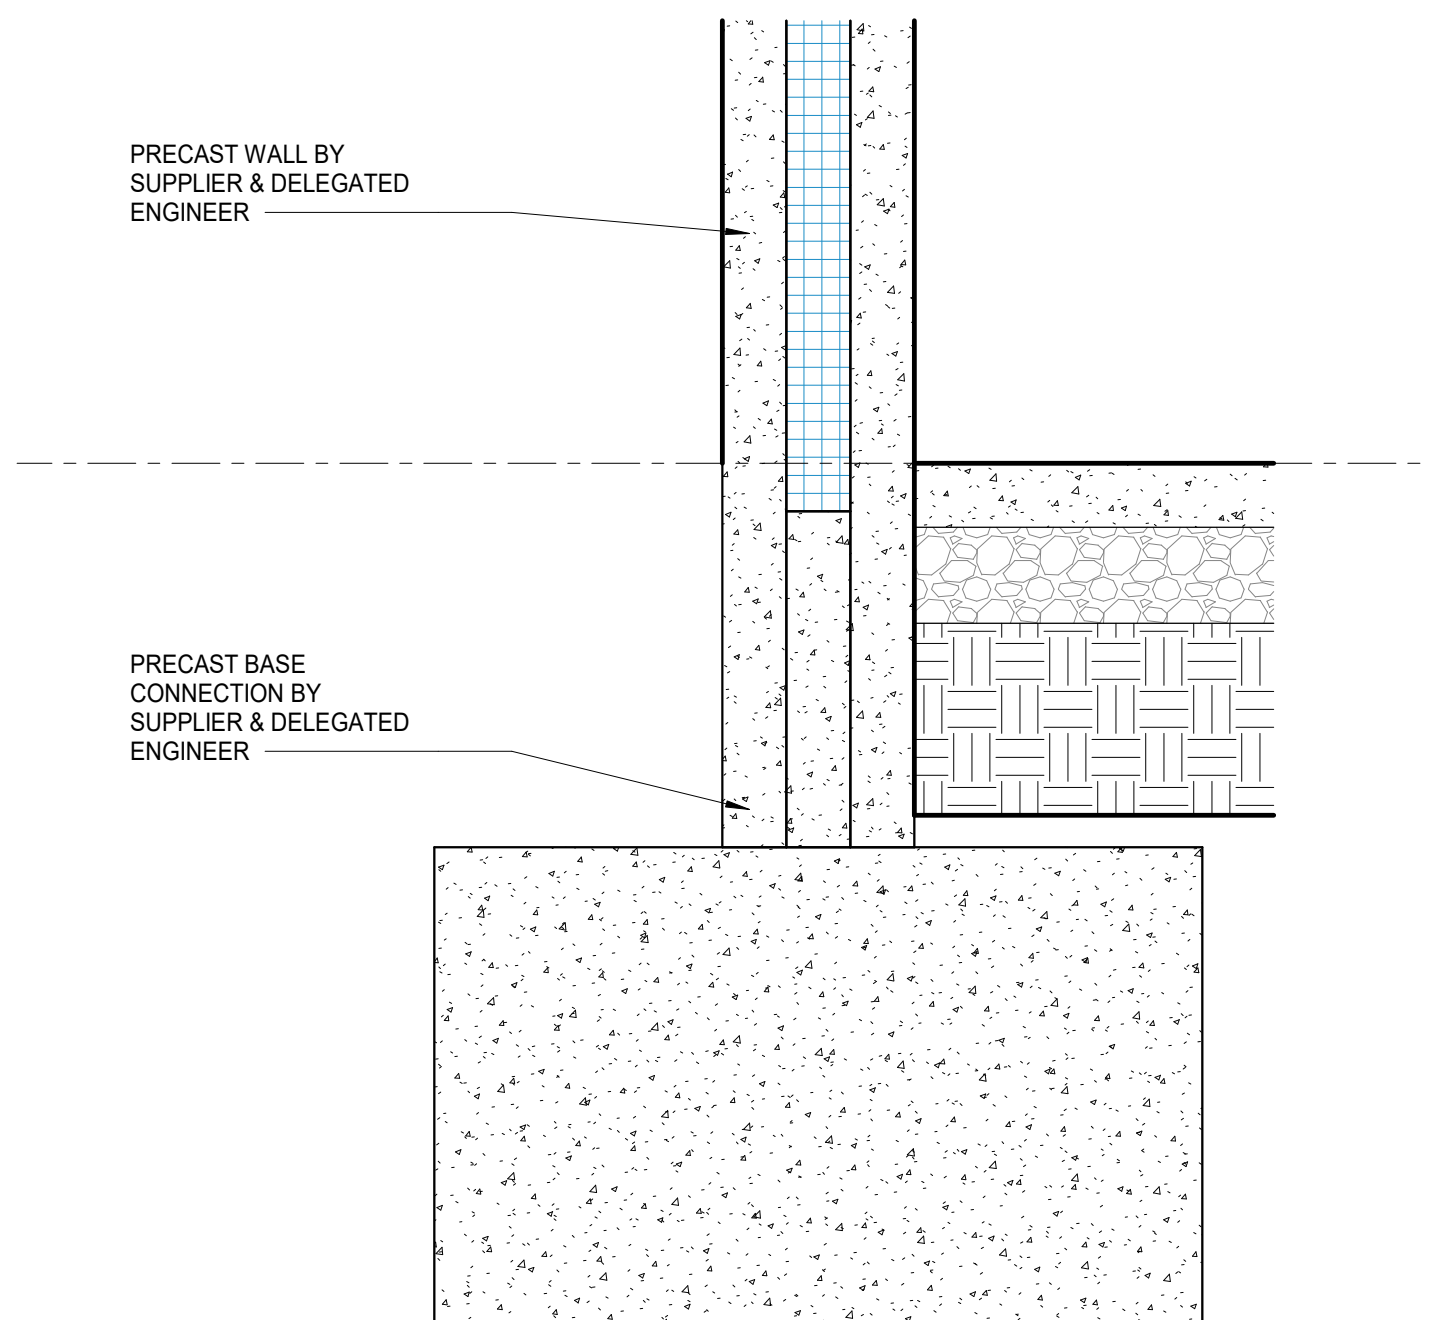 PRECAST WALL BY
SUPPLIER & DELEGATED
ENGINEER
PRECAST BASE
CONNECTION BY
SUPPLIER & DELEGATED
ENGINEER